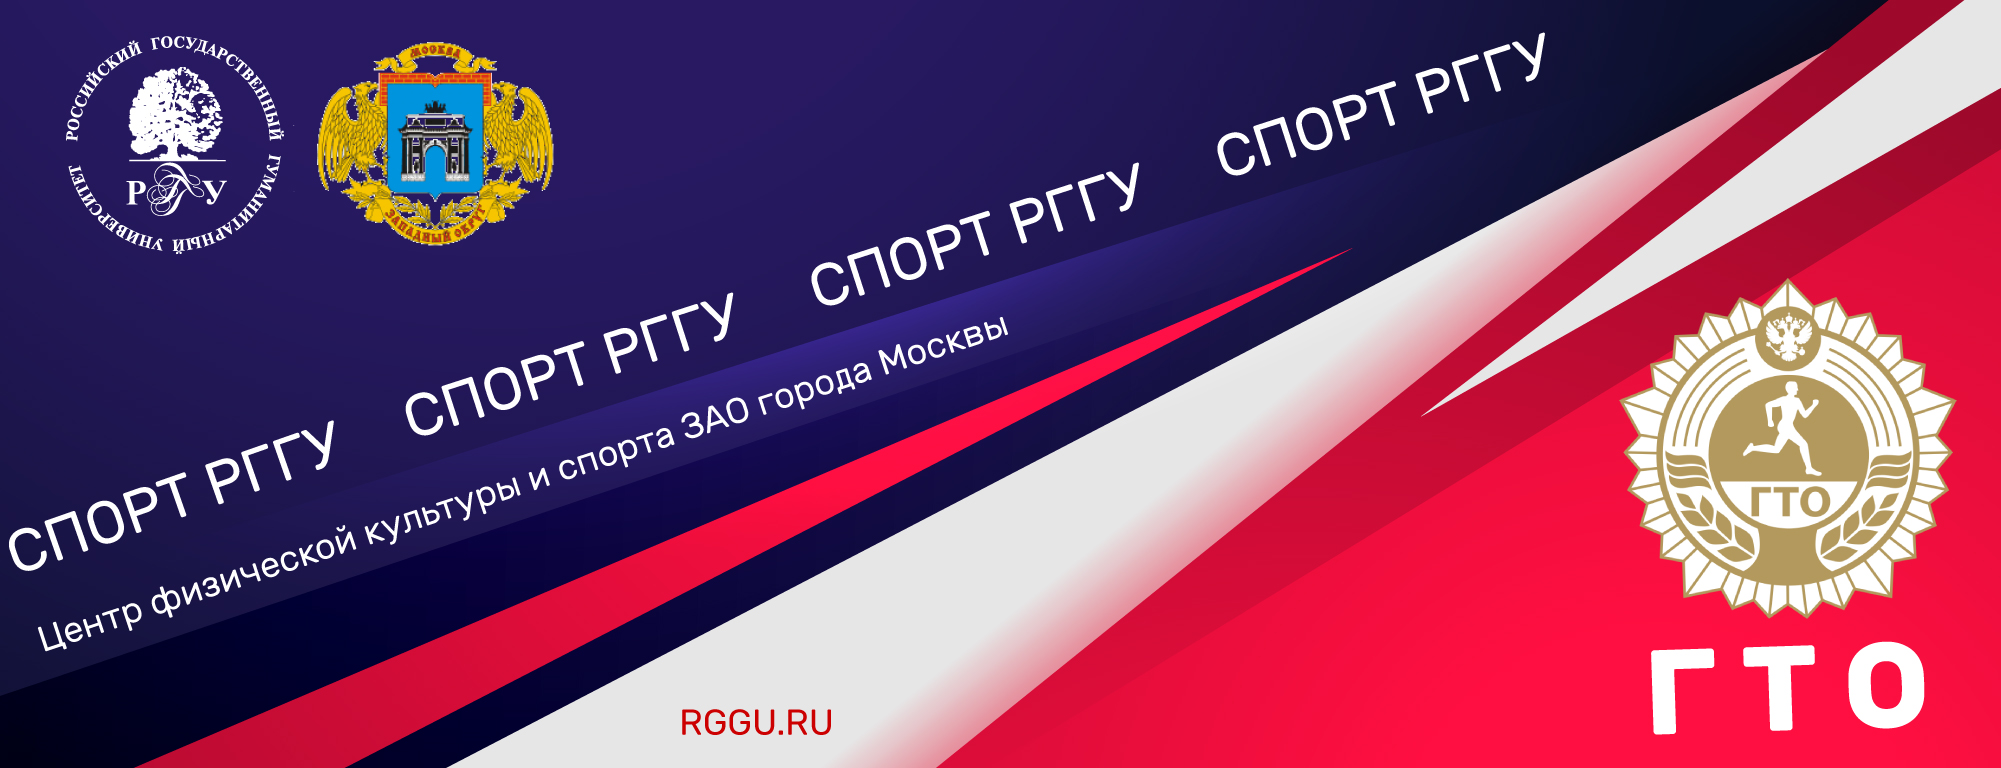 РОССИЙСКИЙ ГОСУДАРСТВЕННЫЙ ГУМАНИТАРНЫЙ УНИВЕРСИТЕТ
РГГУ
МОСКВА
ЗАПАДНЫЙ ОКРУГ
СПОРТ РГГУ СПОРТ РГГУ СПОРТ РГГУ СПОРТ РГГУ
Центр физической культуры и спорта ЗАО города Москвы
ГТО
ГТО
RGGU.RU